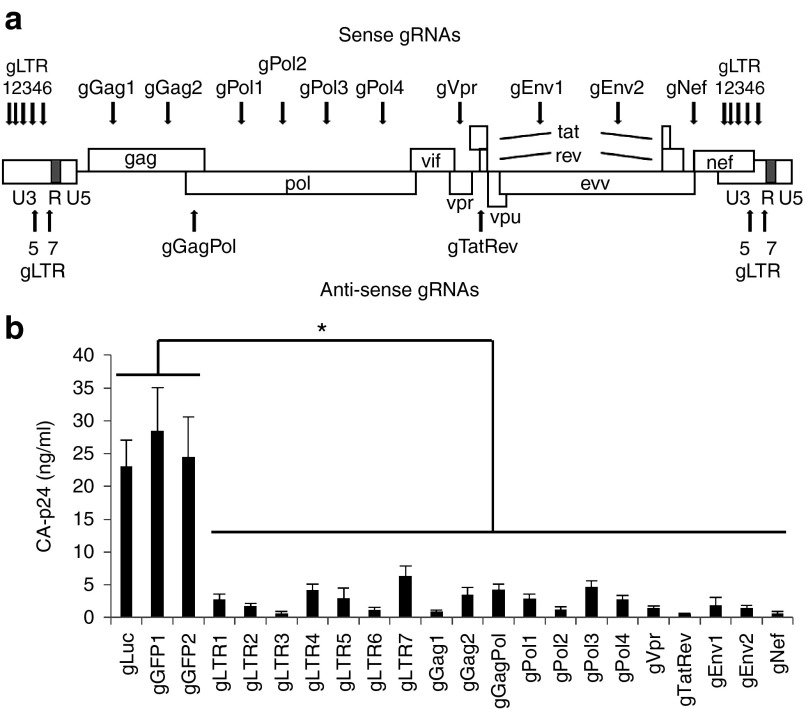 a
Sense gRNAs
gLTR
gPol2
gLTR
12346
gGag1 gGag2 gPol1 gPol3 gPol4 gVpr gEnv1 gEnv2 gNef
12346
tat
gag
vif
rev
nef
pol
evv
U3 R U5
vpr
U3 R U5
vpu
5 7
gGagPol
gTatRev
5 7
gLTR
gLTR
Anti-sense gRNAs
b
*
CA-p24 (ng/ml)
40
35
30
25
20
15
10
5
0
gLuc
gGFP1
gGFP2
gLTR1
gLTR2
gLTR3
gLTR4
gLTR5
gLTR6
gLTR7
gGag1
gGag2
gGagPol
gPol1
gPol2
gPol3
gPol4
gVpr
gTatRev
gEnv1
gEnv2
gNef